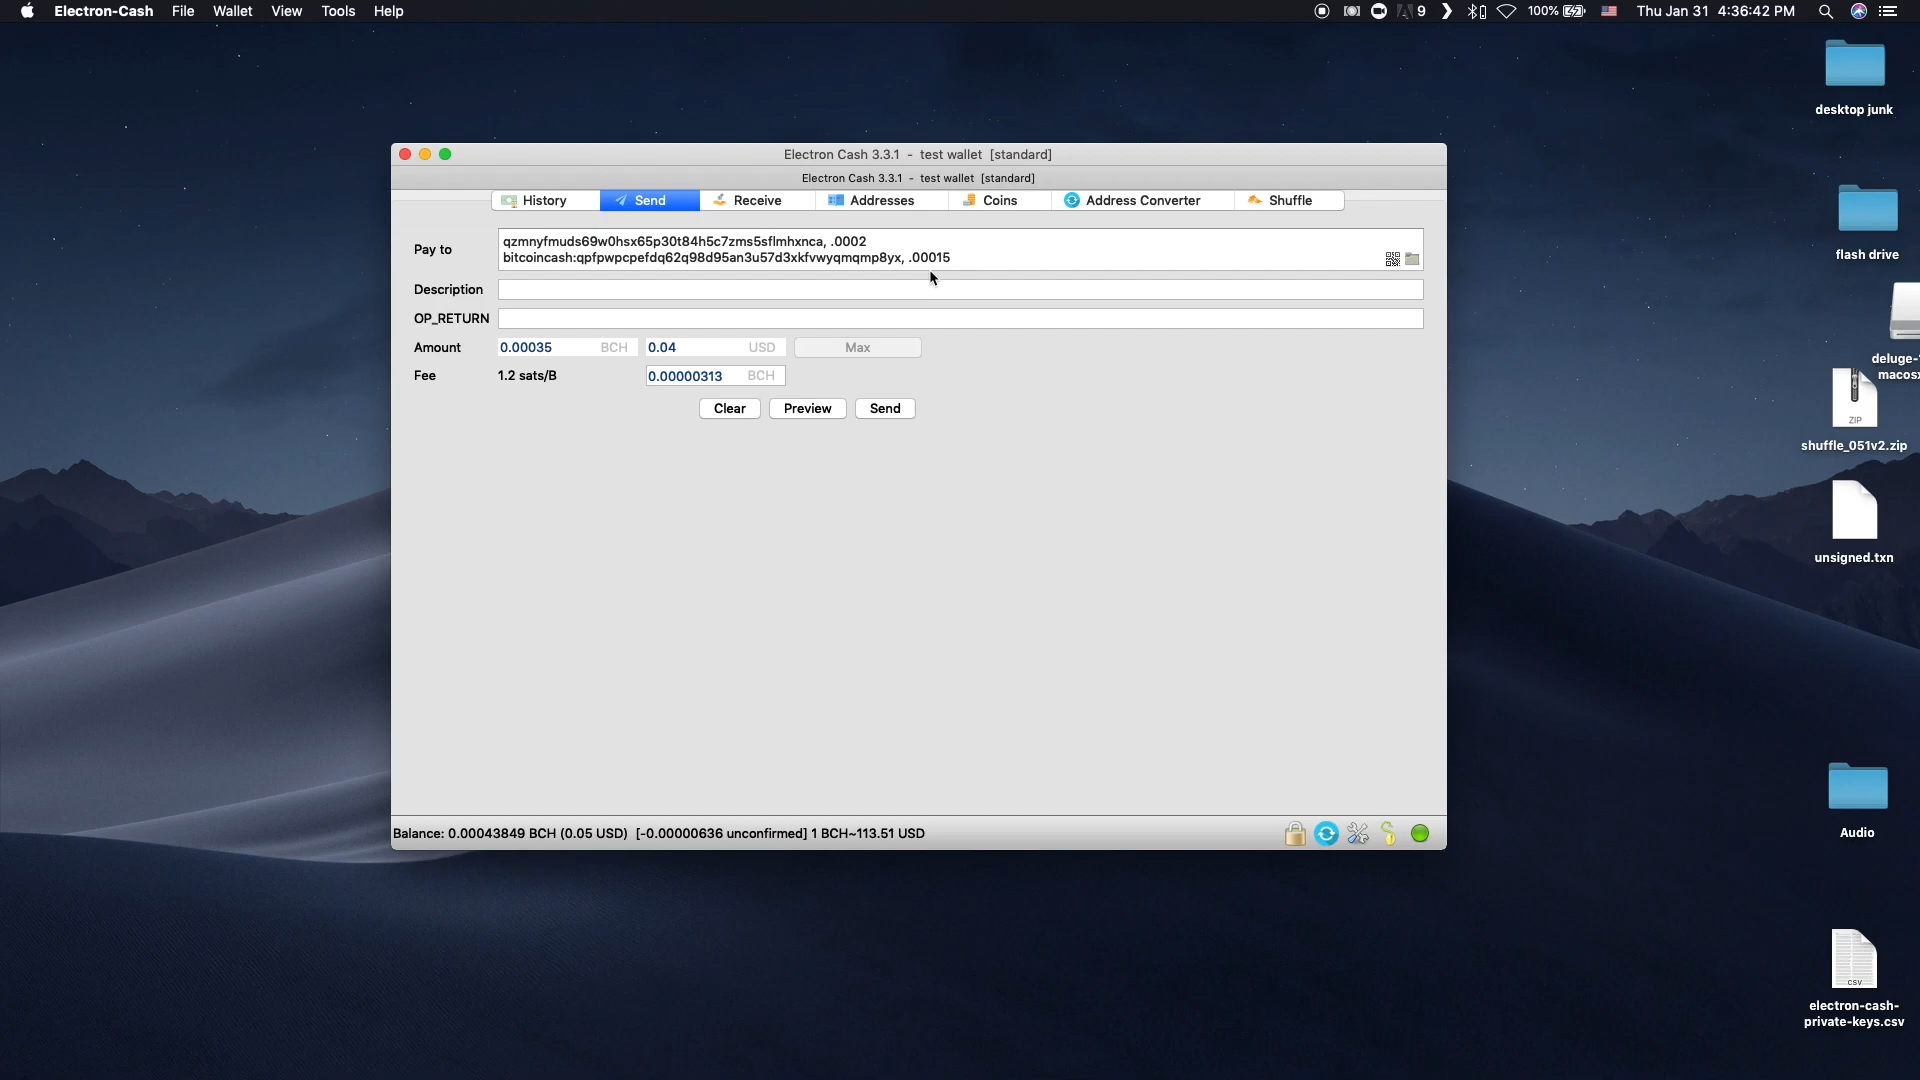 Electron-Cash File Wallet View Tools Help 9 100% Thu Jan 31 4:36:42 PM
desktop junk
Electron Cash 3.3.1 - test wallet [standard]
Electron Cash 3.3.1 - test wallet [standard]
History Send Receive Addresses Coins Address Converter Shuffle
Pay to
qzmnyfmuds69w0hsx65p30t84h5c7zms5sflmhxnca, .0002
bitcoincash:qpfpwpcpefdq62q98d95an3u57d3xkfvwyqmqmp8yx, .00015
flash drive
Description
OP_RETURN
Amount 0.00035 BCH 0.04 USD Max
Fee 1.2 sats/B 0.00000313 BCH
Clear Preview Send
deluge-
macosx
ZIP
shuffle_051v2.zip
unsigned.txn
Balance: 0.00043849 BCH (0.05 USD) [-0.00000636 unconfirmed] 1 BCH~113.51 USD
Audio
CSV
electron-cash-
private-keys.csv